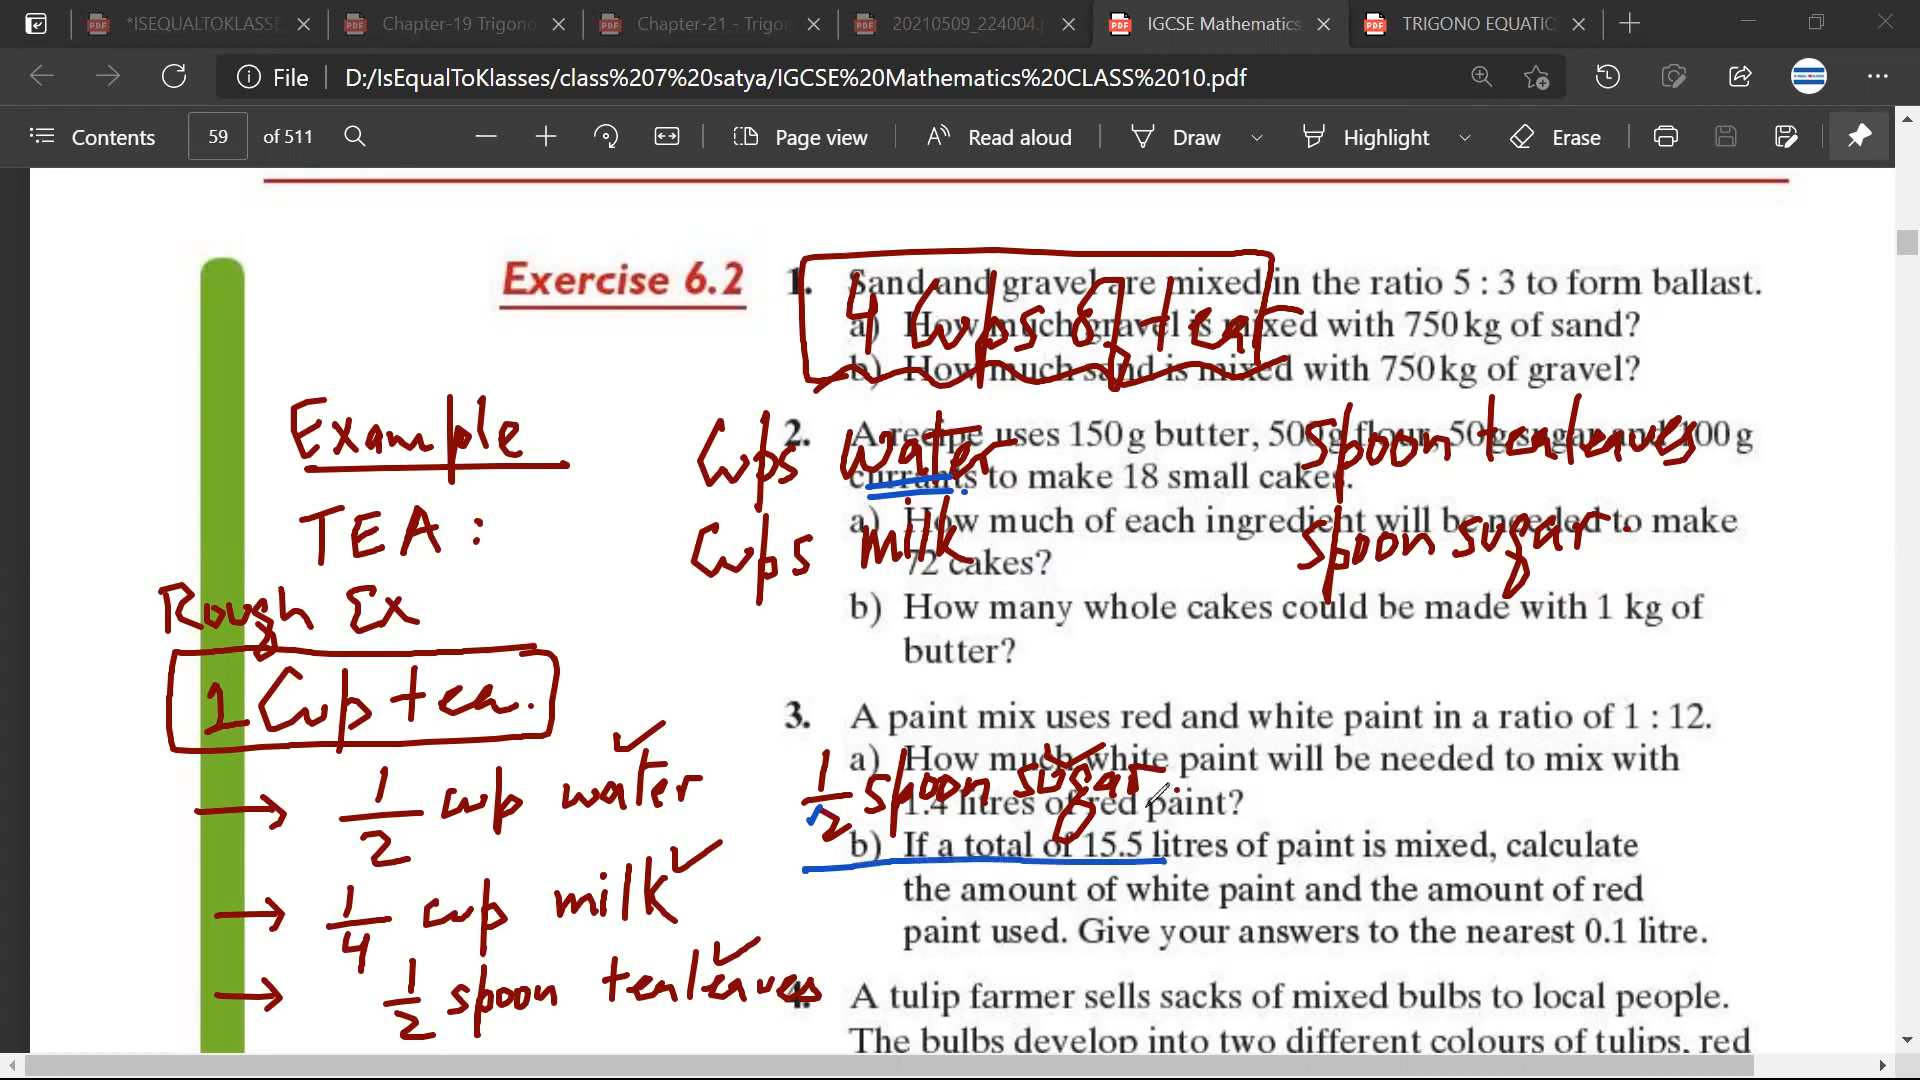 *ISEQUALTOKLASSE
Chapter-19 Trigono
Chapter-21 - Trigon
20210509_224004.p
IGCSE Mathematics
TRIGONO EQUATIO
File D:/IsEqualToKlasses/class%207%20satya/IGCSE%20Mathematics%20CLASS%2010.pdf
Contents 59 of 511 Page view Read aloud Draw Highlight Erase
Exercise 6.2
1. Sand and gravel are mixed in the ratio 5 : 3 to form ballast.
a) How much gravel is mixed with 750 kg of sand?
b) How much sand is mixed with 750 kg of gravel?
4 Cups of tea
2. A recipe uses 150 g butter, 500 g flour, 50 g sugar and 100 g
currants to make 18 small cakes.
a) How much of each ingredient will be needed to make
72 cakes?
b) How many whole cakes could be made with 1 kg of
butter?
Cups water
Cups milk
Spoon tealeaves
Spoon sugar.
Example
TEA :
Rough Ex
1 Cup tea.
→ 1/2 cup water ✓
→ 1/4 cup milk ✓
→ 1/2 spoon tealeaves ✓
1/2 spoon sugar ✓
3. A paint mix uses red and white paint in a ratio of 1 : 12.
a) How much white paint will be needed to mix with
1.4 litres of red paint?
b) If a total of 15.5 litres of paint is mixed, calculate
the amount of white paint and the amount of red
paint used. Give your answers to the nearest 0.1 litre.
4. A tulip farmer sells sacks of mixed bulbs to local people.
The bulbs develop into two different colours of tulips, red